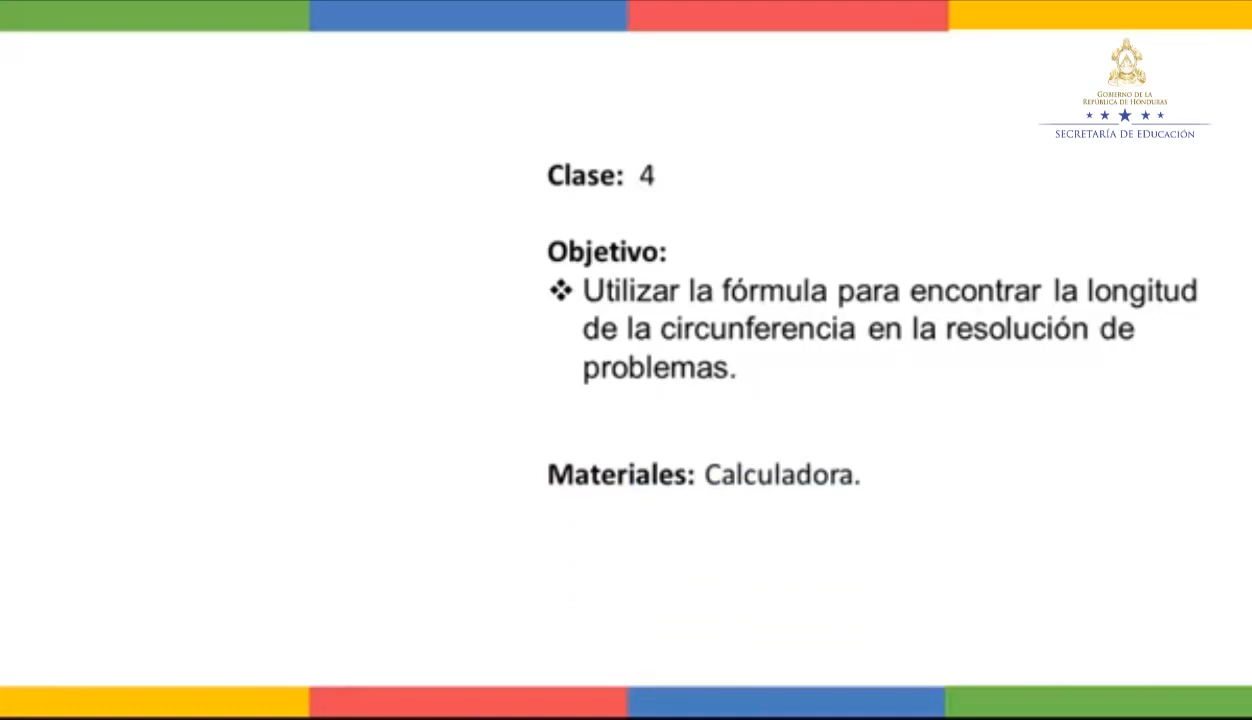 GOBIERNO DE LA
REPÚBLICA DE HONDURAS
SECRETARÍA DE EDUCACIÓN
Clase: 4
Objetivo:
❖ Utilizar la fórmula para encontrar la longitud
de la circunferencia en la resolución de
problemas.
Materiales: Calculadora.